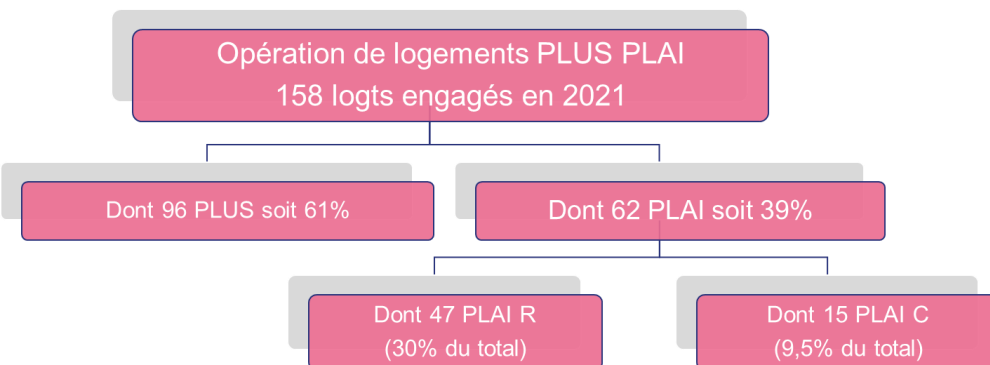 Opération de logements PLUS PLAI
158 logts engagés en 2021
Dont 96 PLUS soit 61%
Dont 62 PLAI soit 39%
Dont 47 PLAI R
(30% du total)
Dont 15 PLAI C
(9,5% du total)